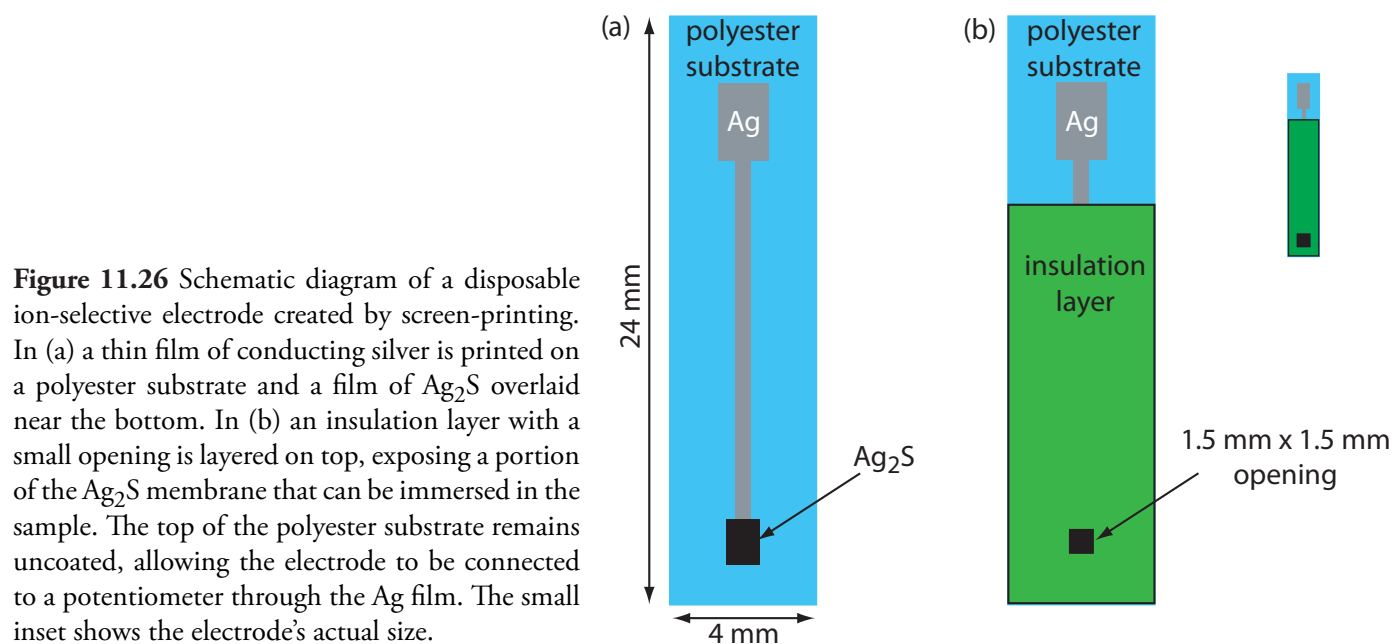 Figure 11.26 Schematic diagram of a disposable
ion-selective electrode created by screen-printing.
In (a) a thin film of conducting silver is printed on
a polyester substrate and a film of Ag₂S overlaid
near the bottom. In (b) an insulation layer with a
small opening is layered on top, exposing a portion
of the Ag₂S membrane that can be immersed in the
sample. The top of the polyester substrate remains
uncoated, allowing the electrode to be connected
to a potentiometer through the Ag film. The small
inset shows the electrode's actual size.
(a)
polyester
substrate
Ag
24 mm
Ag₂S
4 mm
(b)
polyester
substrate
Ag
insulation
layer
1.5 mm x 1.5 mm
opening